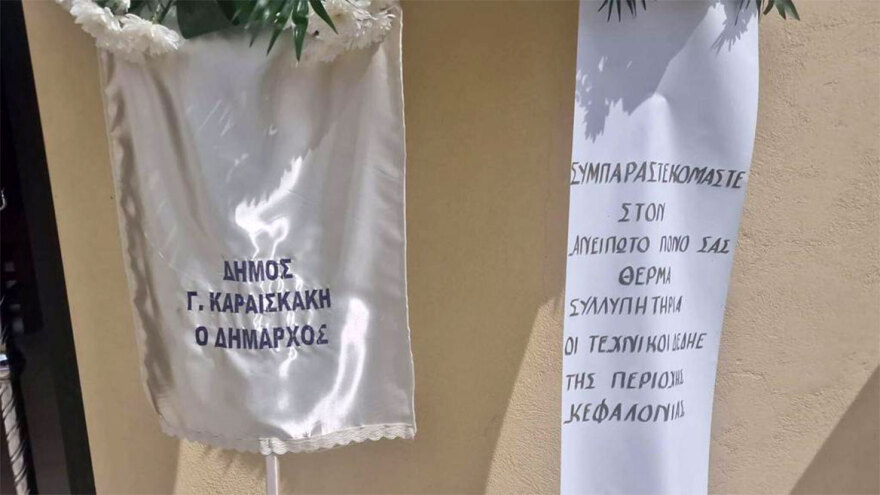 ΔΗΜΟΣ
Γ. ΚΑΡΑΙΣΚΑΚΗ
Ο ΔΗΜΑΡΧΟΣ
ΣΥΜΠΑΡΑΣΤΕΚΟΜΑΣΤΕ
ΣΤΟΝ
ΑΝΕΙΠΩΤΟ ΠΟΝΟ ΣΑΣ
ΘΕΡΜΑ
ΣΥΛΛΥΠΗΤΗΡΙΑ
ΟΙ ΤΕΧΝΙΚΟΙ ΔΕΔΗΕ
ΤΗΣ ΠΕΡΙΟΧΗΣ
ΚΕΦΑΛΟΝΙΑΣ